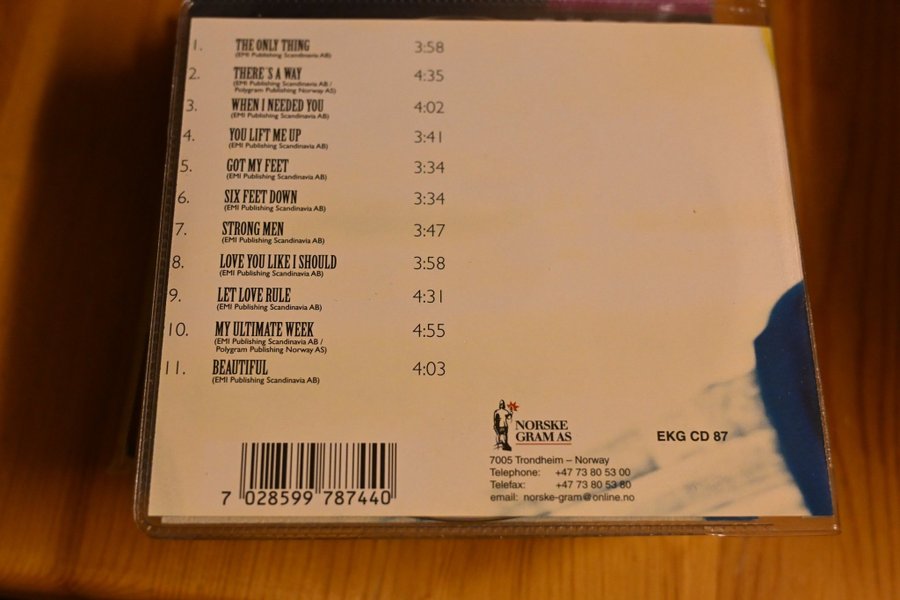 1. THE ONLY THING 3:58
(EMI Publishing Scandinavia AB)
2. THERE'S A WAY 4:35
(EMI Publishing Scandinavia AB /
Polygram Publishing Norway AS)
3. WHEN I NEEDED YOU 4:02
(EMI Publishing Scandinavia AB)
4. YOU LIFT ME UP 3:41
(EMI Publishing Scandinavia AB)
5. GOT MY FEET 3:34
(EMI Publishing Scandinavia AB)
6. SIX FEET DOWN 3:34
(EMI Publishing Scandinavia AB)
7. STRONG MEN 3:47
(EMI Publishing Scandinavia AB)
8. LOVE YOU LIKE I SHOULD 3:58
(EMI Publishing Scandinavia AB)
9. LET LOVE RULE 4:31
(EMI Publishing Scandinavia AB)
10. MY ULTIMATE WEEK 4:55
(EMI Publishing Scandinavia AB /
Polygram Publishing Norway AS)
11. BEAUTIFUL 4:03
(EMI Publishing Scandinavia AB)
NORSKE
GRAM AS
EKG CD 87
7005 Trondheim – Norway
Telephone: +47 73 80 53 00
Telefax: +47 73 80 53 80
email: norske-gram@online.no
7 028599 787440